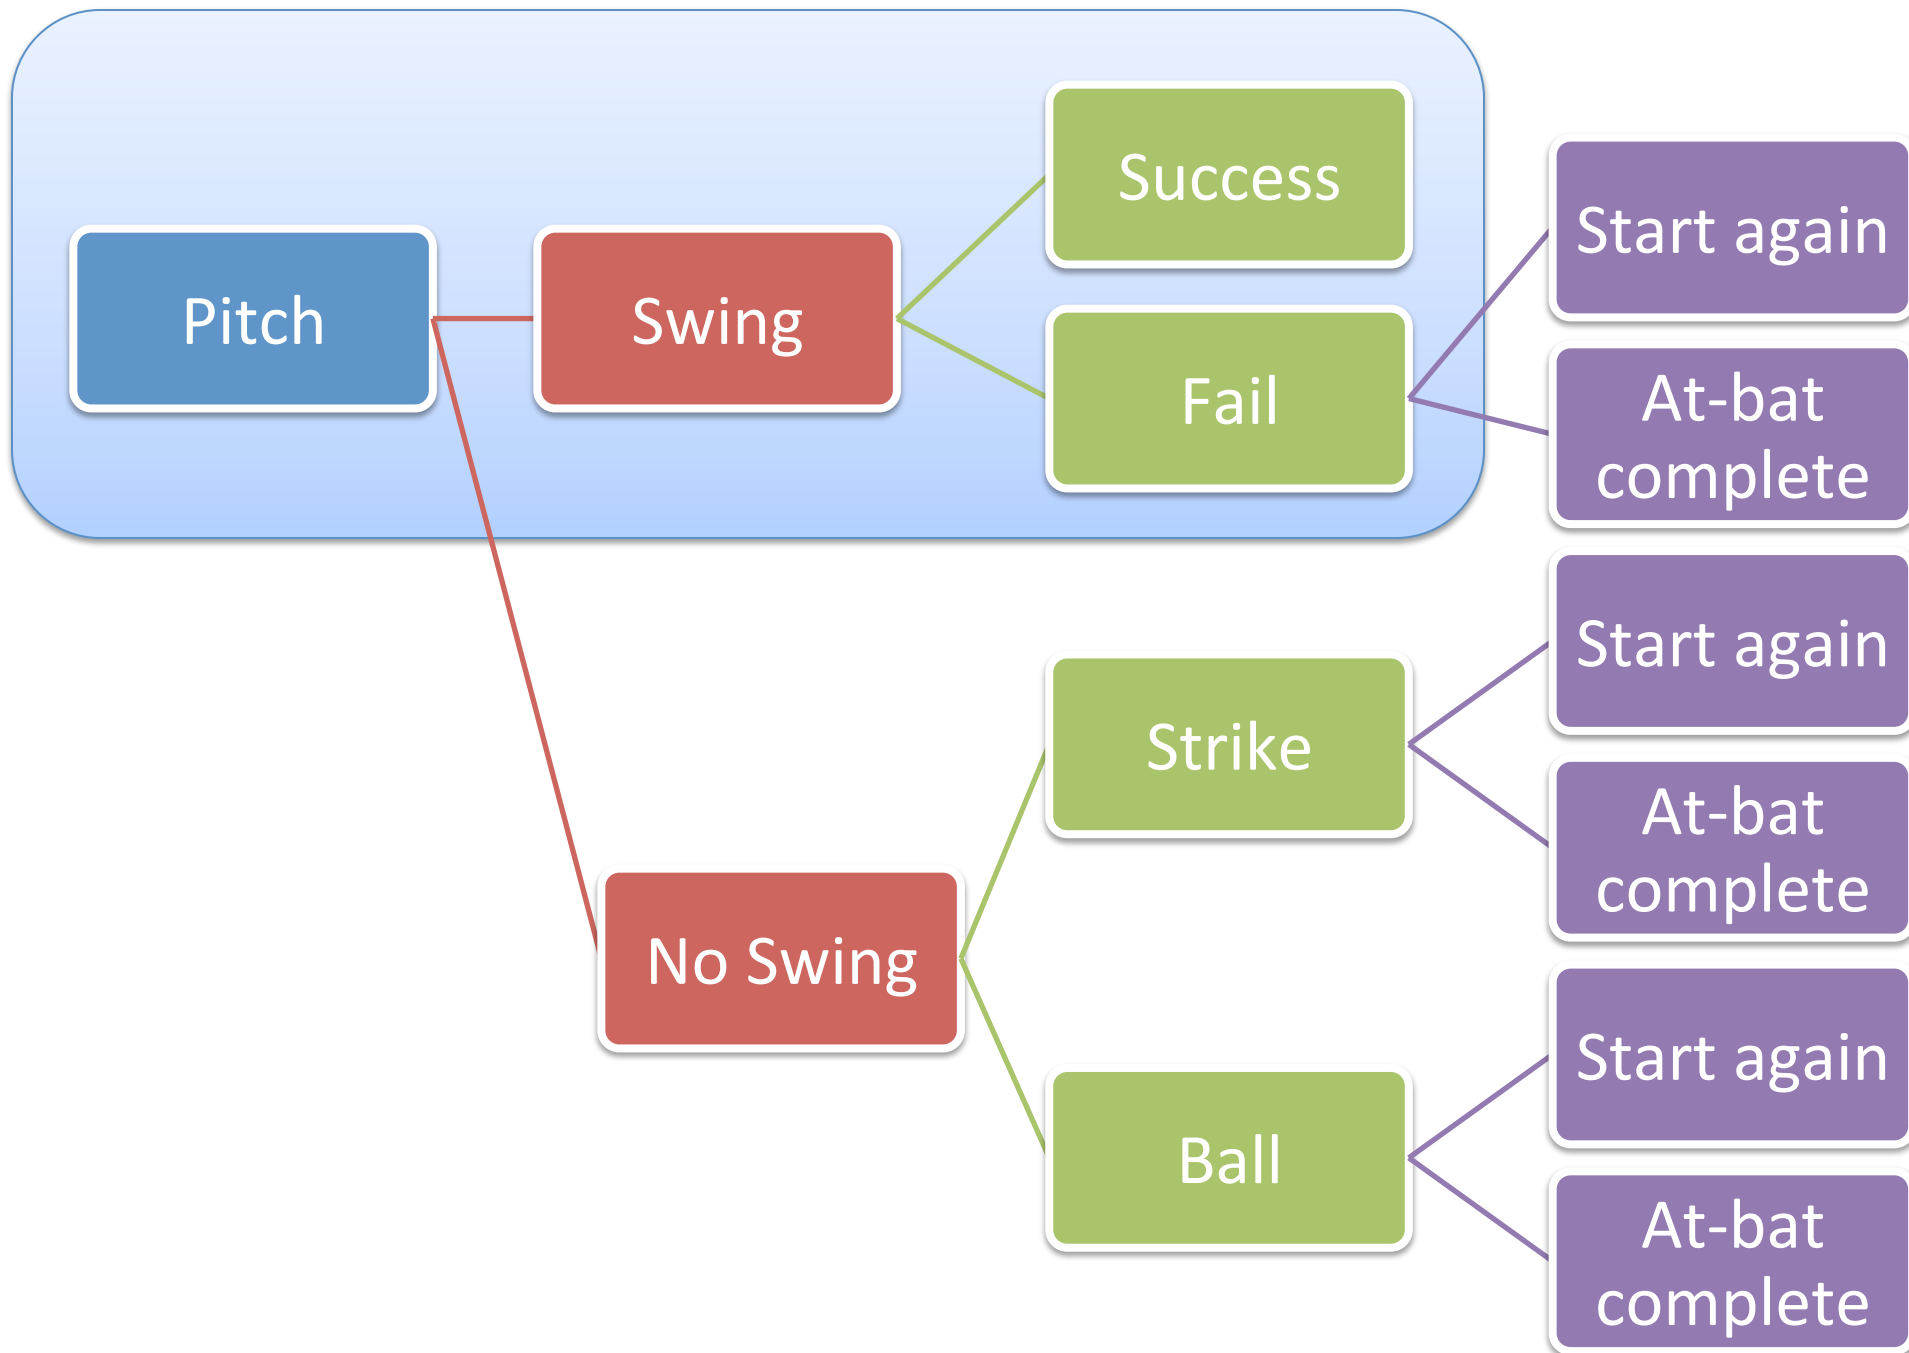 Pitch
Swing
Success
Fail
Start again
At-bat
complete
No Swing
Strike
Start again
At-bat
complete
Ball
Start again
At-bat
complete